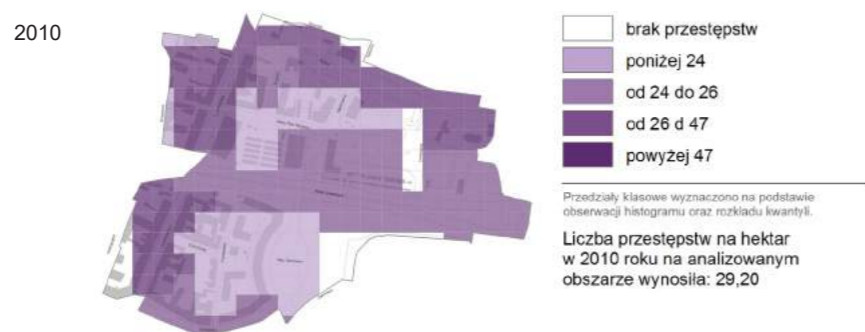 2010
brak przestępstw
poniżej 24
od 24 do 26
od 26 d 47
powyżej 47
Przedziały klasowe wyznaczono na podstawie
obserwacji histogramu oraz rozkładu kwantyli.
Liczba przestępstw na hektar
w 2010 roku na analizowanym
obszarze wynosiła: 29,20